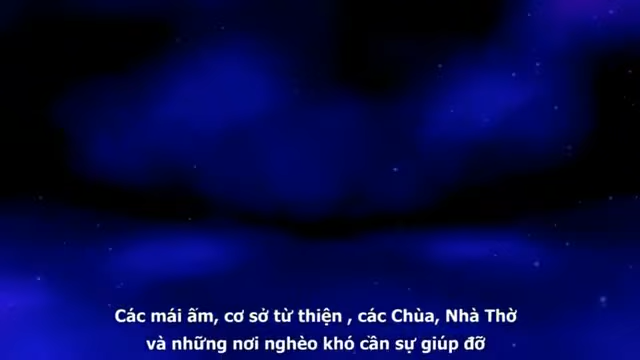 Các mái ấm, cơ sở từ thiện , các Chùa, Nhà Thờ
và những nơi nghèo khó cần sự giúp đỡ